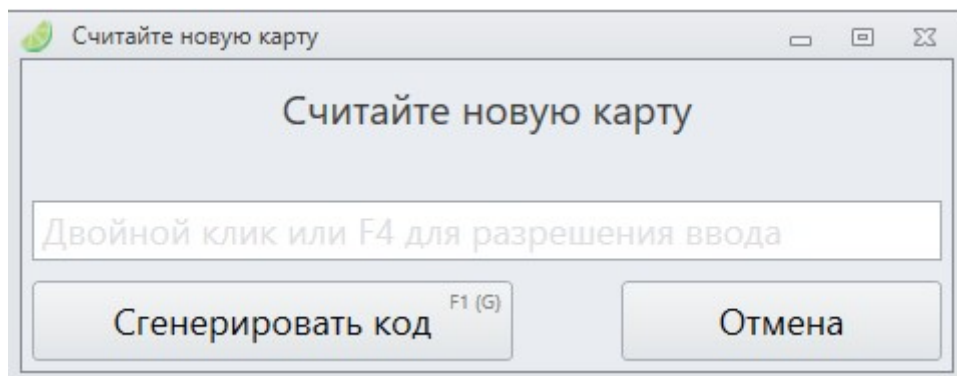 Считайте новую карту
Считайте новую карту
Двойной клик или F4 для разрешения ввода
Сгенерировать код F1 (G)
Отмена